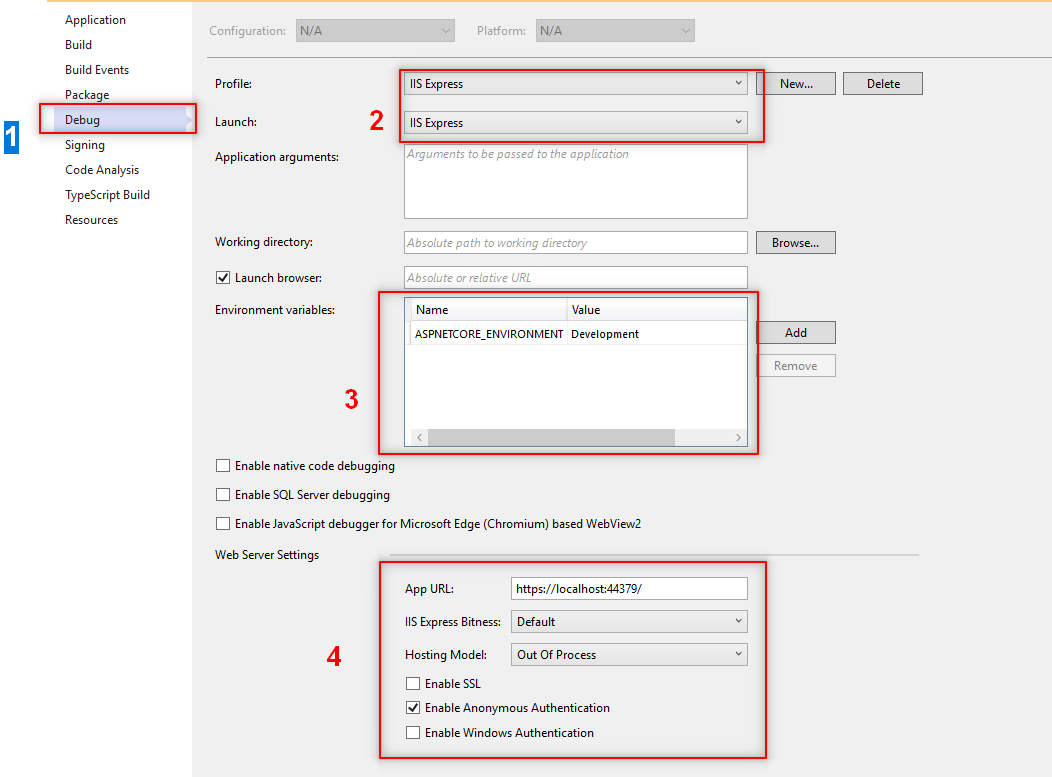 Application
Build
Build Events
Package
Debug
Signing
Code Analysis
TypeScript Build
Resources
1
Configuration: N/A Platform: N/A
Profile: IIS Express New... Delete
2
Launch: IIS Express
Application arguments: Arguments to be passed to the application
Working directory: Absolute path to working directory Browse...
Launch browser: Absolute or relative URL
Environment variables: Name Value
ASPNETCORE_ENVIRONMENT Development Add
Remove
3
Enable native code debugging
Enable SQL Server debugging
Enable JavaScript debugger for Microsoft Edge (Chromium) based WebView2
Web Server Settings
App URL: https://localhost:44379/
IIS Express Bitness: Default
Hosting Model: Out Of Process
4
Enable SSL
Enable Anonymous Authentication
Enable Windows Authentication